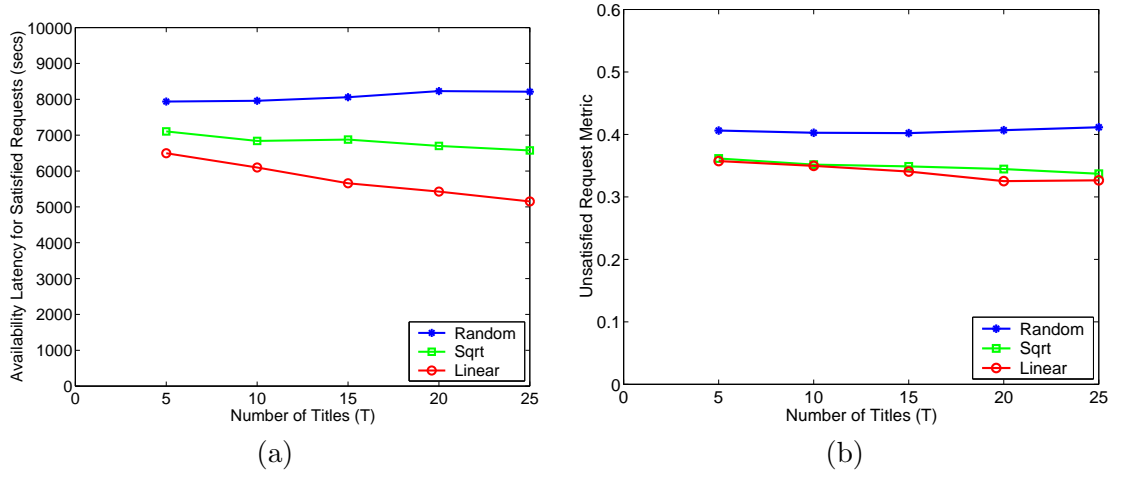 10000
9000
8000
7000
6000
5000
4000
3000
2000
1000
0
0
5
10
15
20
25
Availability Latency for Satisfied Requests (secs)
Number of Titles (T)
Random
Sqrt
Linear
(a)
0.6
0.5
0.4
0.3
0.2
0.1
0
0
5
10
15
20
25
Unsatisfied Request Metric
Number of Titles (T)
Random
Sqrt
Linear
(b)